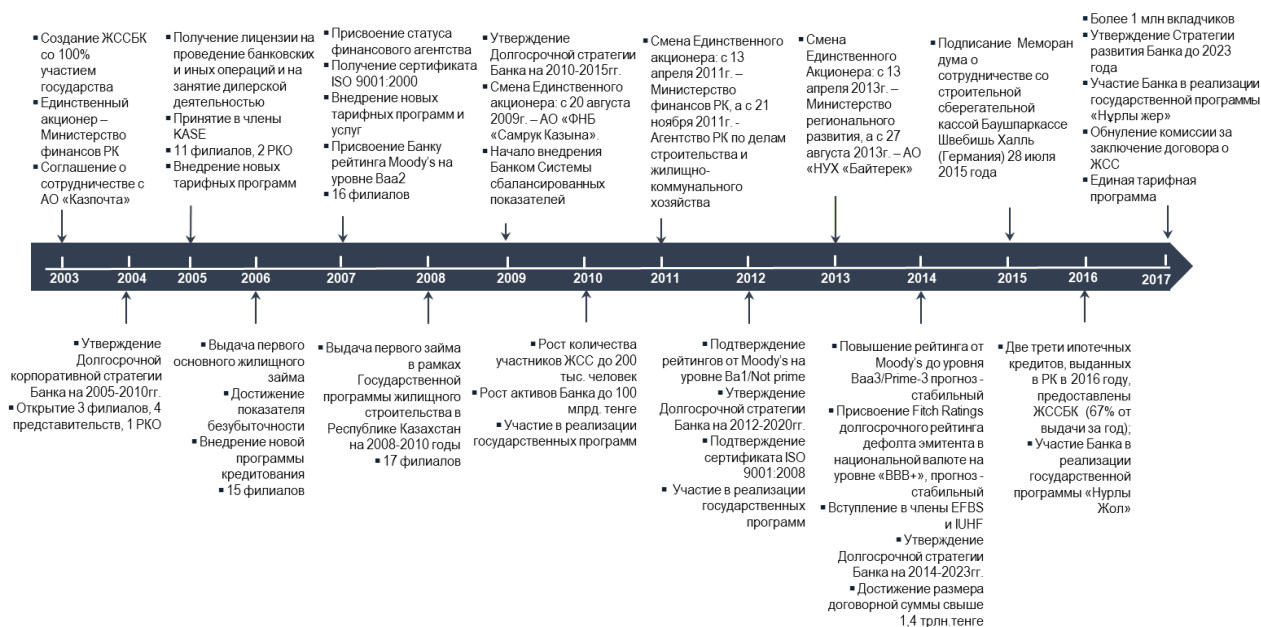 ▪ Создание ЖССБК
со 100%
участием
государства
▪ Единственный
акционер –
Министерство
финансов РК
▪ Соглашение о
сотрудничестве с
АО «Казпочта»
▪ Получение лицензии на
проведение банковских
и иных операций и на
занятие дилерской
деятельностью
▪ Принятие в члены
KASE
▪ 11 филиалов, 2 РКО
▪ Внедрение новых
тарифных программ
▪ Присвоение статуса
финансового агентства
▪ Получение сертификата
ISO 9001:2000
▪ Внедрение новых
тарифных программ и
услуг
▪ Присвоение Банку
рейтинга Moody's на
уровне Ваа2
▪ 16 филиалов
▪ Утверждение
Долгосрочной стратегии
Банка на 2010-2015гг.
▪ Смена Единственного
акционера: с 20 августа
2009г. – АО «ФНБ
«Самрук Казына».
▪ Начало внедрения
Банком Системы
сбалансированных
показателей
▪ Смена Единственного
акционера: с 13
апреля 2011г. –
Министерство
финансов РК, а с 21
ноября 2011г. -
Агентство РК по делам
строительства и
жилищно-
коммунального
хозяйства
▪ Смена
Единственного
Акционера: с 13
апреля 2013г. –
Министерство
регионального
развития, а с 27
августа 2013г. – АО
«НУХ «Байтерек»
▪ Подписание Меморан
дума о
сотрудничестве со
строительной
сберегательной
кассой Баушпаркассе
Швебишь Халль
(Германия) 28 июля
2015 года
▪ Более 1 млн вкладчиков
▪ Утверждение Стратегии
развития Банка до 2023
года
▪ Участие Банка в реализации
государственной программы
«Нұрлы жер»
▪ Обнуление комиссии за
заключение договора о
ЖСС
▪ Единая тарифная
программа
2003 2004 2005 2006 2007 2008 2009 2010 2011 2012 2013 2014 2015 2016 2017
▪ Утверждение
Долгосрочной
корпоративной стратегии
Банка на 2005-2010гг.
▪ Открытие 3 филиалов, 4
представительств, 1 РКО
▪ Выдача первого
основного жилищного
займа
▪ Достижение
показателя
безубыточности
▪ Внедрение новой
программы
кредитования
▪ 15 филиалов
▪ Выдача первого займа
в рамках
Государственной
программы жилищного
строительства в
Республике Казахстан
на 2008-2010 годы
▪ 17 филиалов
▪ Рост количества
участников ЖСС до 200
тыс. человек
▪ Рост активов Банка до 100
млрд. тенге
▪ Участие в реализации
государственных программ
▪ Подтверждение
рейтингов от Moody's на
уровне Ba1/Not prime
▪ Утверждение
Долгосрочной стратегии
Банка на 2012-2020гг.
▪ Подтверждение
сертификата ISO
9001:2008
▪ Участие в реализации
государственных
программ
▪ Повышение рейтинга от
Moody's до уровня
Baa3/Prime-3 прогноз -
стабильный
▪ Присвоение Fitch Ratings
долгосрочного рейтинга
дефолта эмитента в
национальной валюте на
уровне «BBB+», прогноз -
стабильный
▪ Вступление в члены EFBS
и IUHF
▪ Утверждение
Долгосрочной стратегии
Банка на 2014-2023гг.
▪ Достижение размера
договорной суммы свыше
1,4 трлн.тенге
▪ Две трети ипотечных
кредитов, выданных
в РК в 2016 году,
предоставлены
ЖССБК (67% от
выдачи за год);
▪ Участие Банка в
реализации
государственной
программы «Нурлы
Жол»